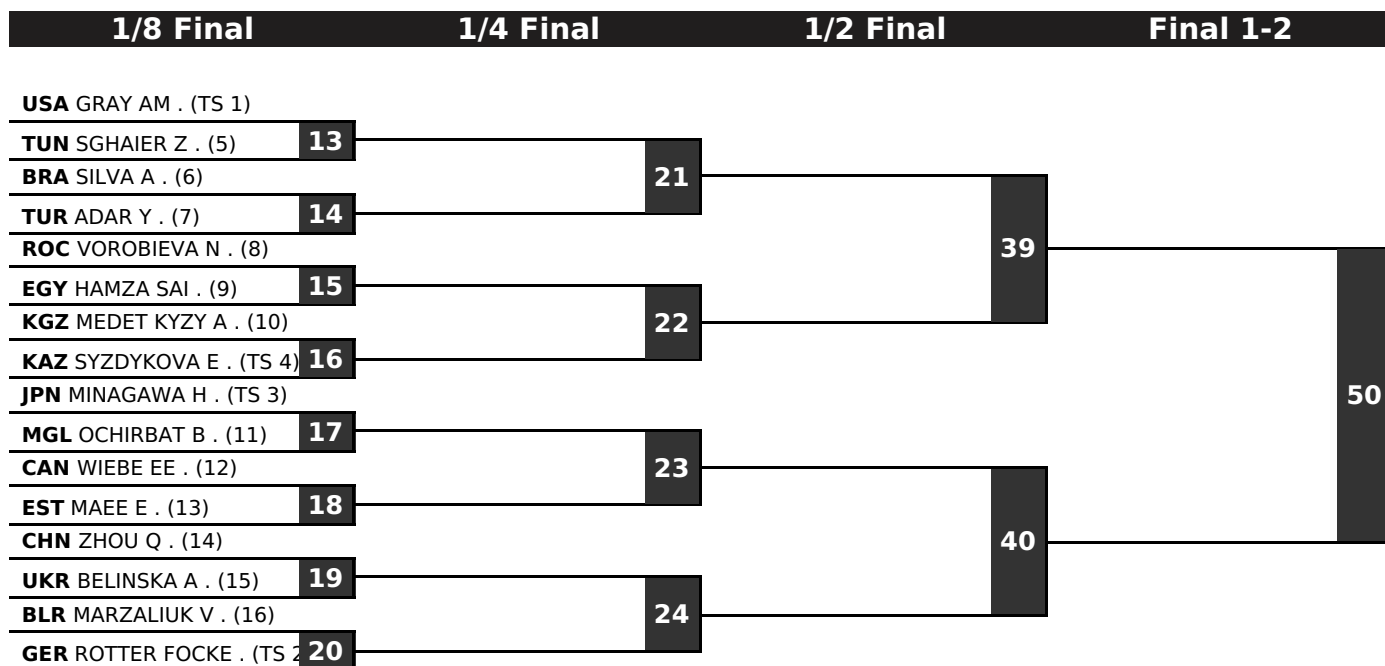 1/8 Final 1/4 Final 1/2 Final Final 1-2
USA GRAY AM . (TS 1)
TUN SGHAIER Z . (5) 13
BRA SILVA A . (6) 21
TUR ADAR Y . (7) 14
ROC VOROBIEVA N . (8) 39
EGY HAMZA SAI . (9) 15
KGZ MEDET KYZY A . (10) 22
KAZ SYZDYKOVA E . (TS 4) 16
JPN MINAGAWA H . (TS 3) 50
MGL OCHIRBAT B . (11) 17
CAN WIEBE EE . (12) 23
EST MAEE E . (13) 18
CHN ZHOU Q . (14) 40
UKR BELINSKA A . (15) 19
BLR MARZALIUK V . (16) 24
GER ROTTER FOCKE . (TS 20